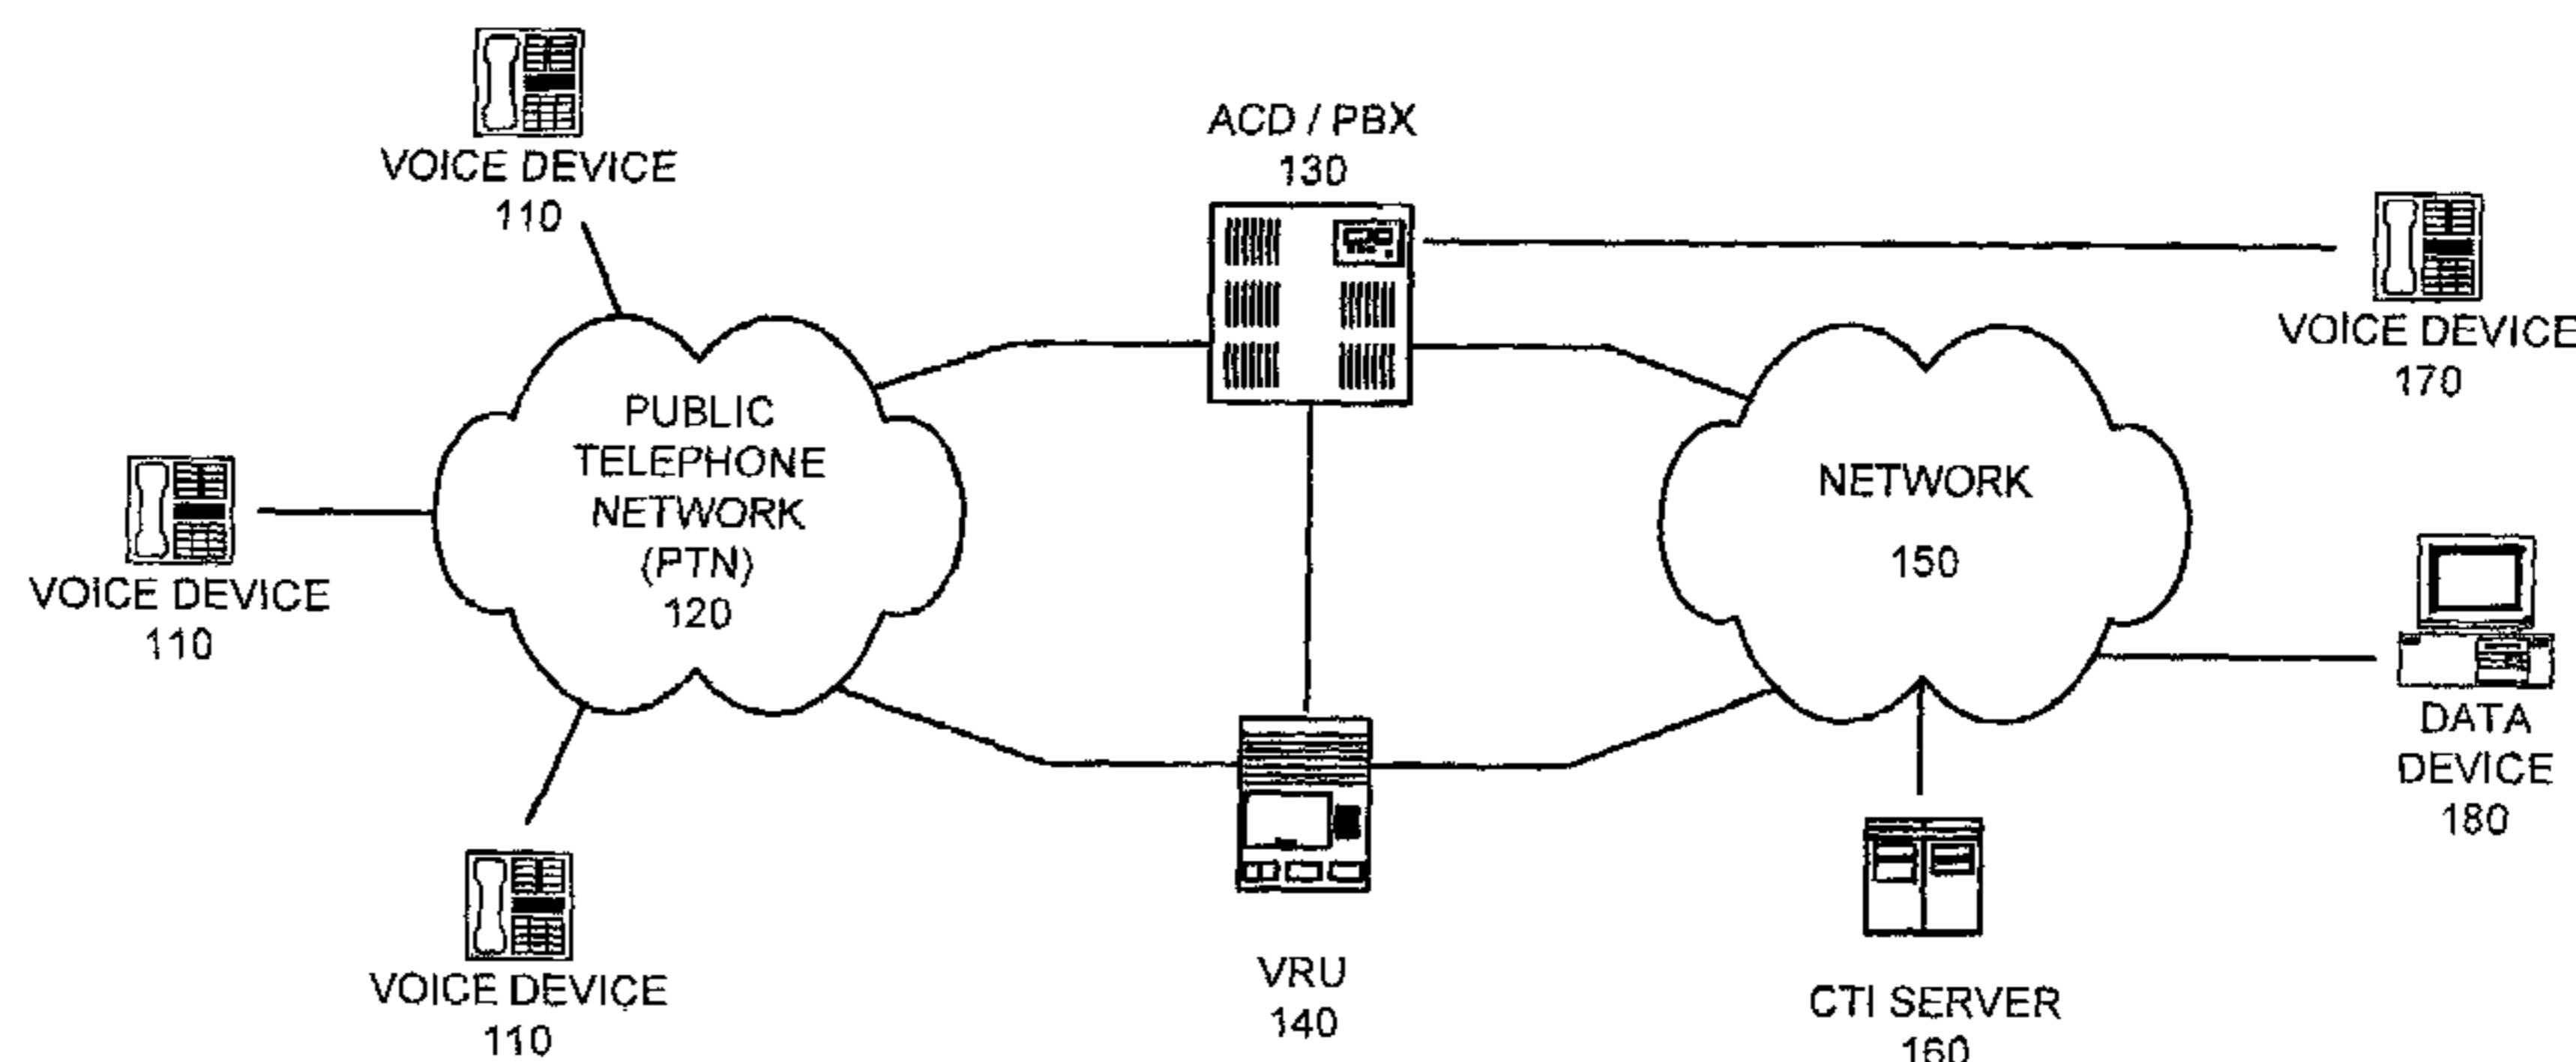 VOICE DEVICE
110
ACD / PBX
130
VOICE DEVICE
170
PUBLIC
TELEPHONE
NETWORK
(PTN)
120
NETWORK
150
VOICE DEVICE
110
DATA
DEVICE
180
VOICE DEVICE
110
VRU
140
CTI SERVER
160